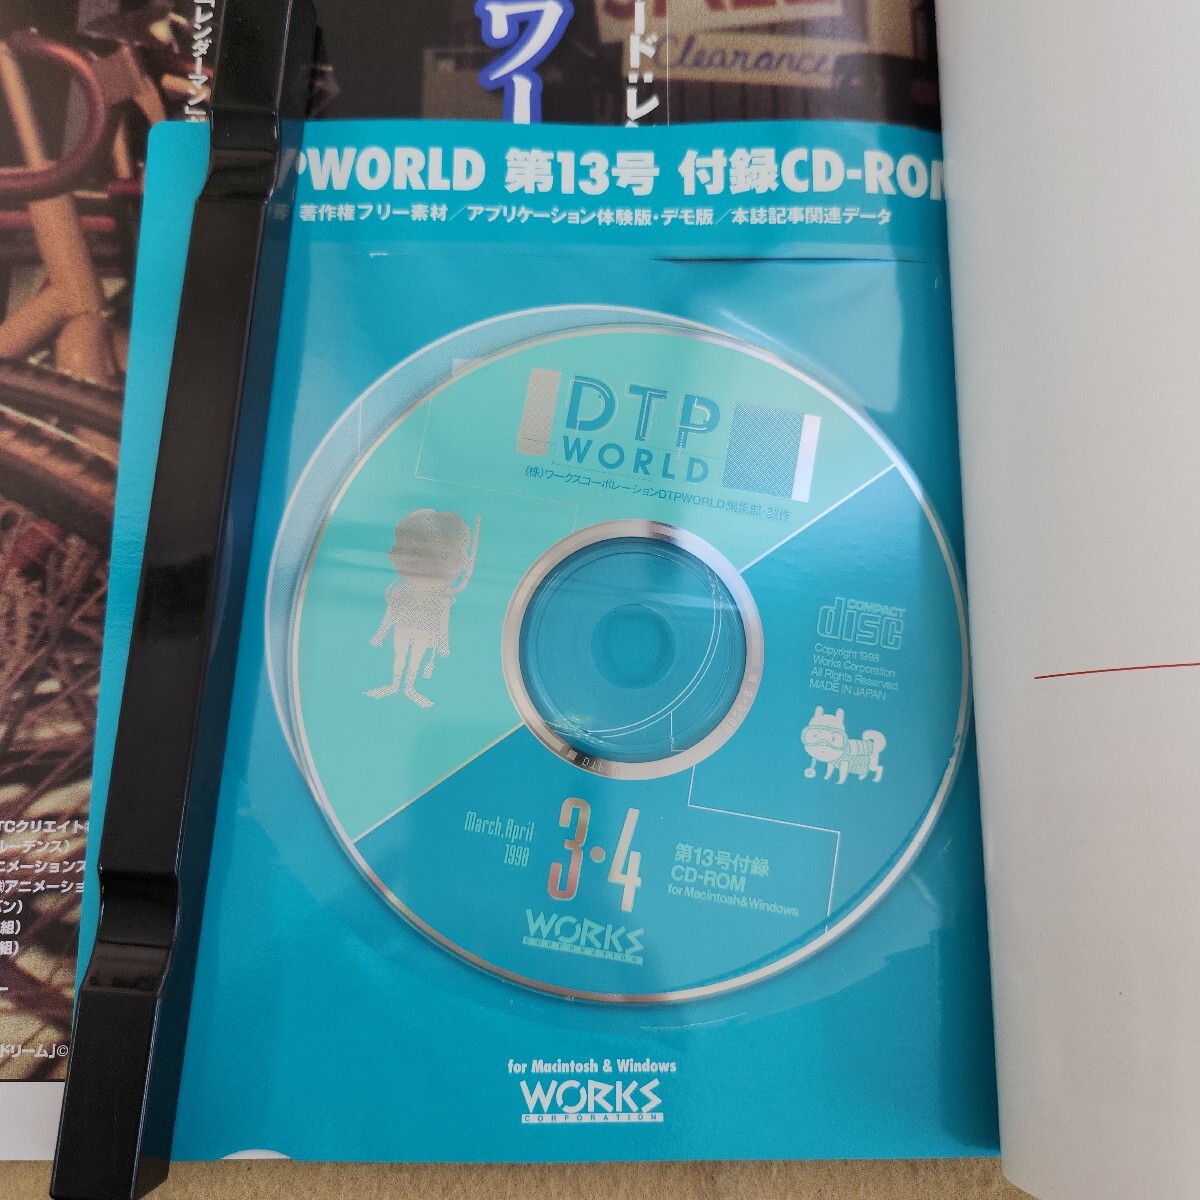 「レンダーマン」
ワー
ード・レ
Clearance
WORLD 第13号 付録CD-ROM
著作権フリー素材／アプリケーション体験版・デモ版／本誌記事関連データ
DTP
WORLD
(株)ワークスコーポレーションDTPWORLD編集部・製作
COMPACT
disc
Copyright 1998
Works Corporation
All Rights Reserved.
MADE IN JAPAN
March.April
1998
3・4
第13号付録
CD-ROM
for Macintosh&Windows
WORKS
CORPORATION
TCクリエイト
ルーデンス）
ニメーションズ
㈱アニメーショ
パン）
組）
組）
ドリーム」©
for Macintosh & Windows
WORKS
CORPORATION